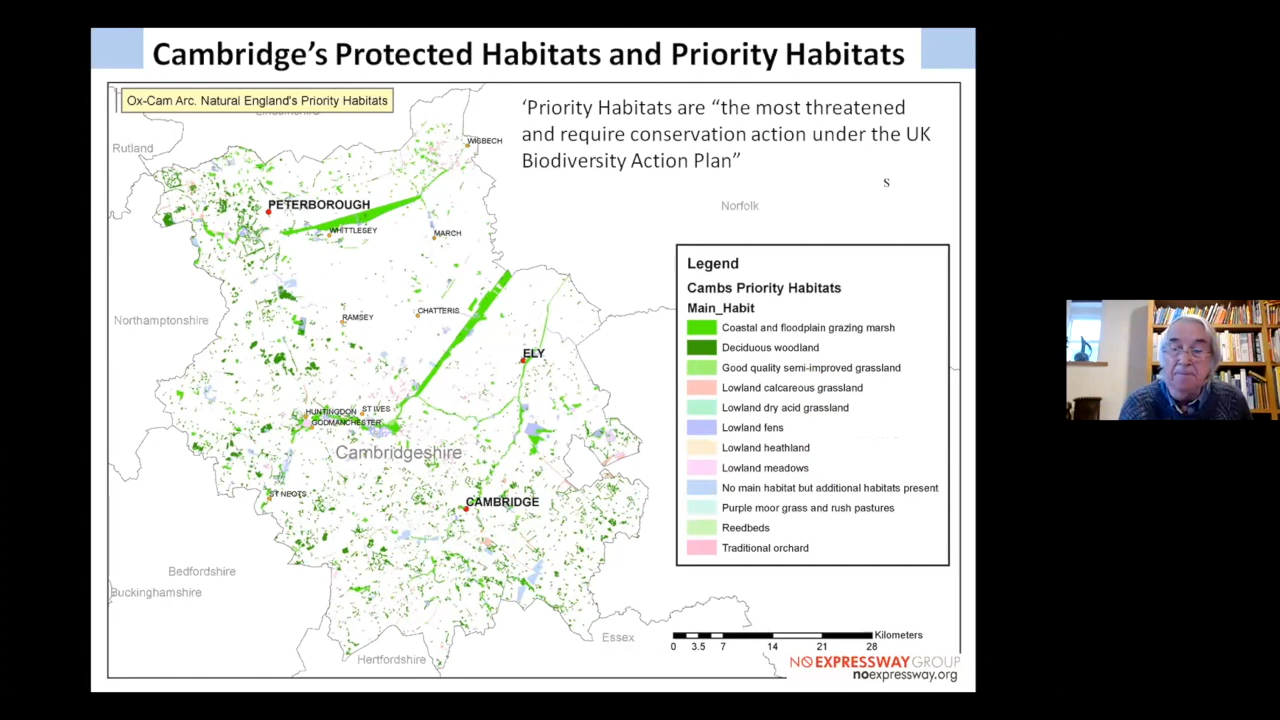 Cambridge's Protected Habitats and Priority Habitats
Ox-Cam Arc. Natural England's Priority Habitats
'Priority Habitats are “the most threatened
and require conservation action under the UK
Biodiversity Action Plan”
s
Rutland
WISBECH
Norfolk
PETERBOROUGH
WHITTLESEY
MARCH
Northamptonshire
RAMSEY
CHATTERIS
ELY
HUNTINGDON
ST IVES
GODMANCHESTER
Cambridgeshire
ST NEOTS
CAMBRIDGE
Bedfordshire
Buckinghamshire
Hertfordshire
Essex
Legend
Cambs Priority Habitats
Main_Habit
Coastal and floodplain grazing marsh
Deciduous woodland
Good quality semi-improved grassland
Lowland calcareous grassland
Lowland dry acid grassland
Lowland fens
Lowland heathland
Lowland meadows
No main habitat but additional habitats present
Purple moor grass and rush pastures
Reedbeds
Traditional orchard
Kilometers
0 3.5 7 14 21 28
NO EXPRESSWAY GROUP
noexpressway.org